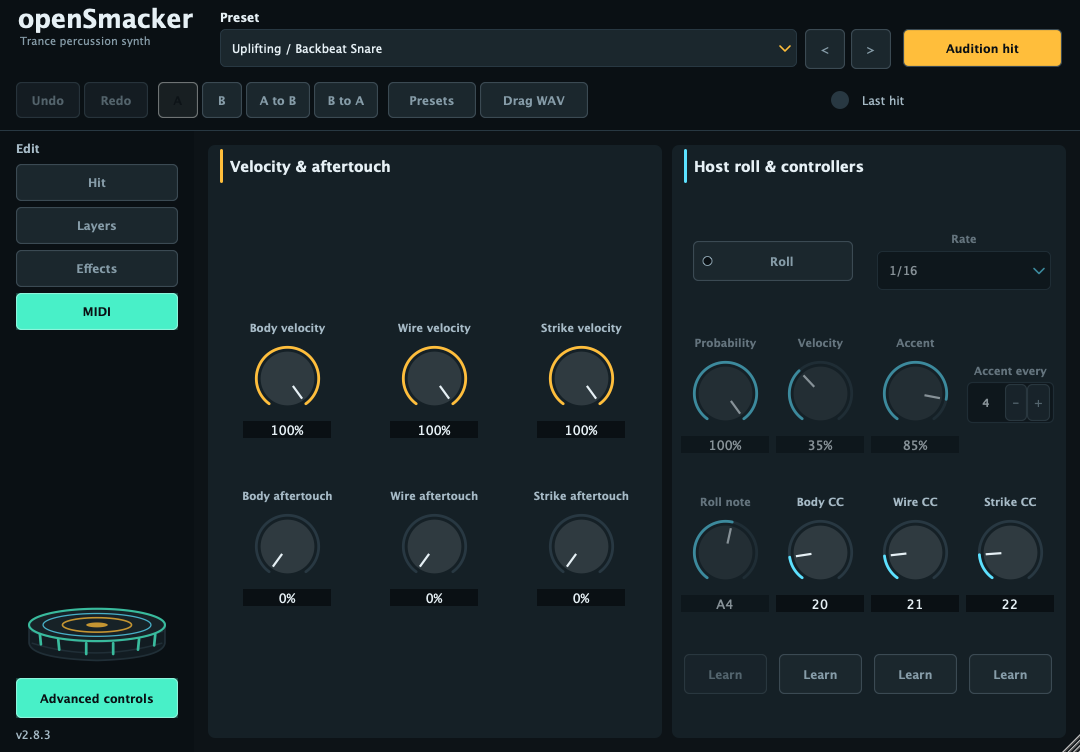 openSmacker
Trance percussion synth
Preset
Uplifting / Backbeat Snare
<
>
Audition hit
Undo
Redo
A
B
A to B
B to A
Presets
Drag WAV
Last hit
Edit
Hit
Layers
Effects
MIDI
Advanced controls
v2.8.3
Velocity & aftertouch
Body velocity
Wire velocity
Strike velocity
100%
100%
100%
Body aftertouch
Wire aftertouch
Strike aftertouch
0%
0%
0%
Host roll & controllers
Roll
Rate
1/16
Probability
Velocity
Accent
Accent every
4
-
+
100%
35%
85%
Roll note
Body CC
Wire CC
Strike CC
A4
20
21
22
Learn
Learn
Learn
Learn